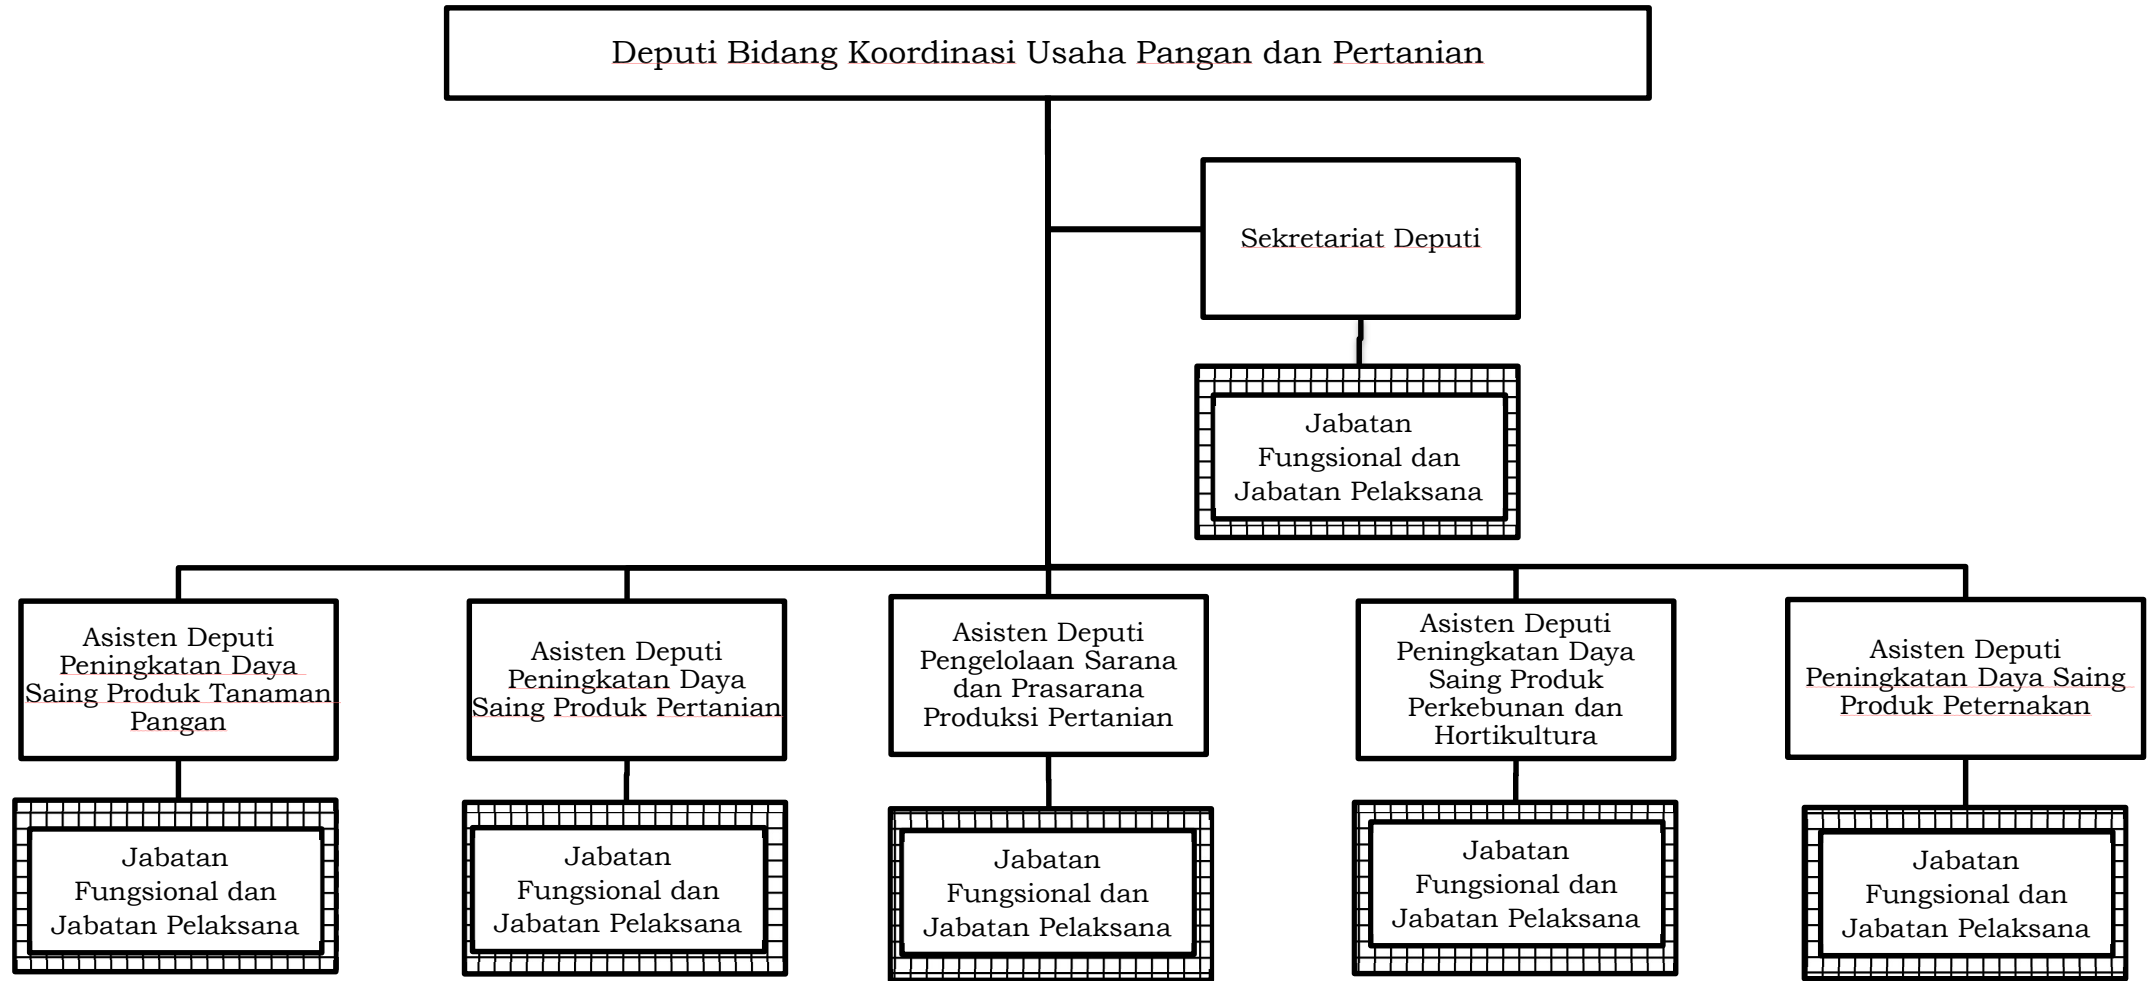 Deputi Bidang Koordinasi Usaha Pangan dan Pertanian
Sekretariat Deputi
Jabatan
Fungsional dan
Jabatan Pelaksana
Asisten Deputi
Peningkatan Daya
Saing Produk Tanaman
Pangan
Asisten Deputi
Peningkatan Daya
Saing Produk Pertanian
Asisten Deputi
Pengelolaan Sarana
dan Prasarana
Produksi Pertanian
Asisten Deputi
Peningkatan Daya
Saing Produk
Perkebunan dan
Hortikultura
Asisten Deputi
Peningkatan Daya Saing
Produk Peternakan
Jabatan
Fungsional dan
Jabatan Pelaksana
Jabatan
Fungsional dan
Jabatan Pelaksana
Jabatan
Fungsional dan
Jabatan Pelaksana
Jabatan
Fungsional dan
Jabatan Pelaksana
Jabatan
Fungsional dan
Jabatan Pelaksana